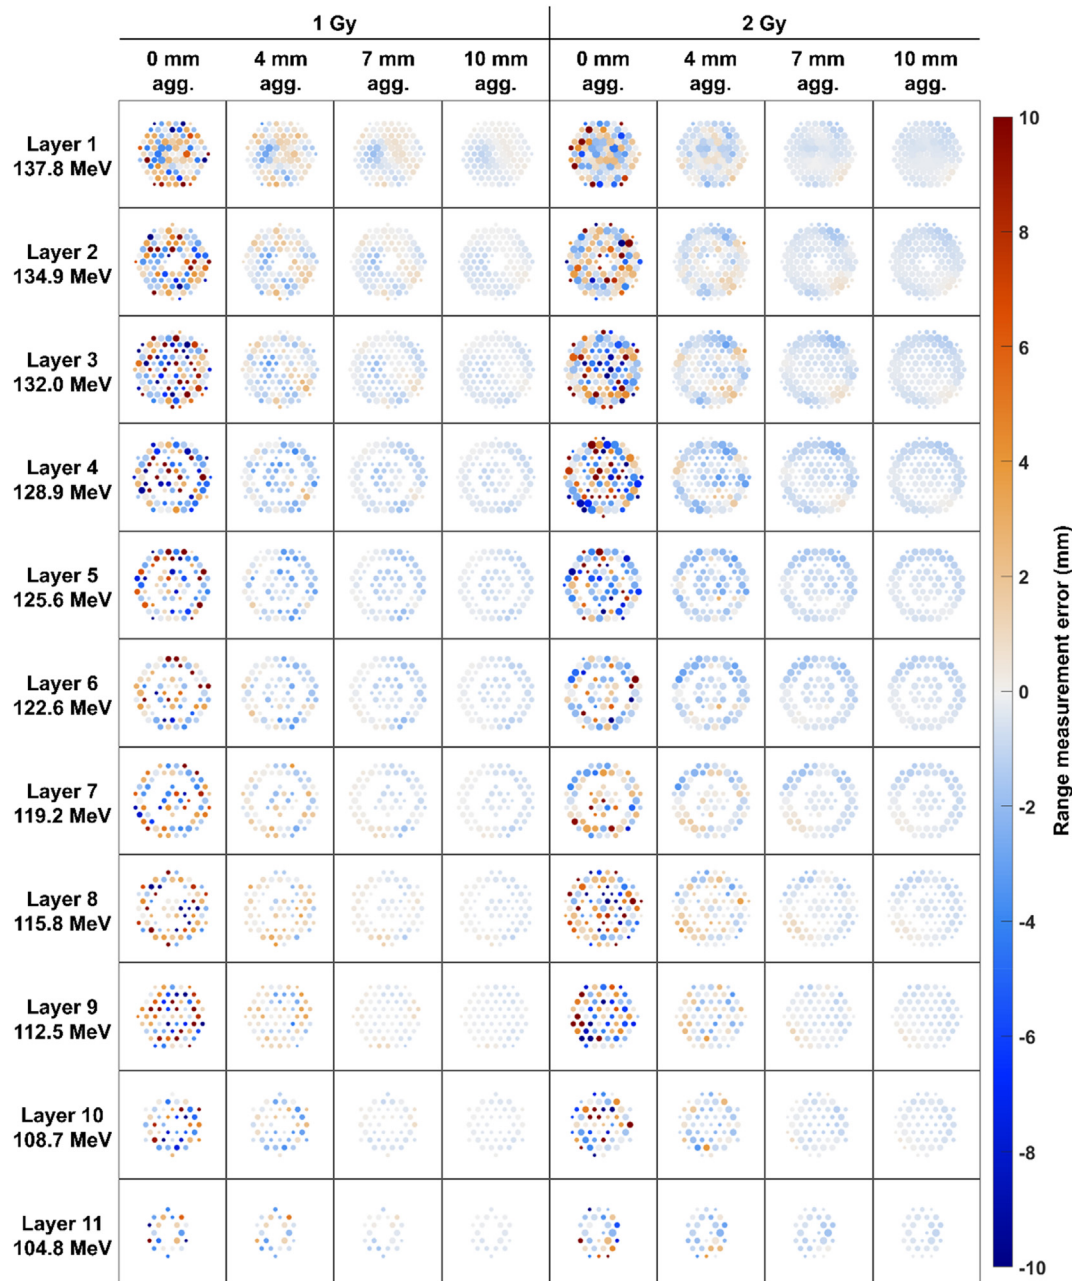 1 Gy
2 Gy
0 mm agg.
4 mm agg.
7 mm agg.
10 mm agg.
0 mm agg.
4 mm agg.
7 mm agg.
10 mm agg.
Layer 1
137.8 MeV
Layer 2
134.9 MeV
Layer 3
132.0 MeV
Layer 4
128.9 MeV
Layer 5
125.6 MeV
Layer 6
122.6 MeV
Layer 7
119.2 MeV
Layer 8
115.8 MeV
Layer 9
112.5 MeV
Layer 10
108.7 MeV
Layer 11
104.8 MeV
10
8
6
4
2
0
-2
-4
-6
-8
-10
Range measurement error (mm)